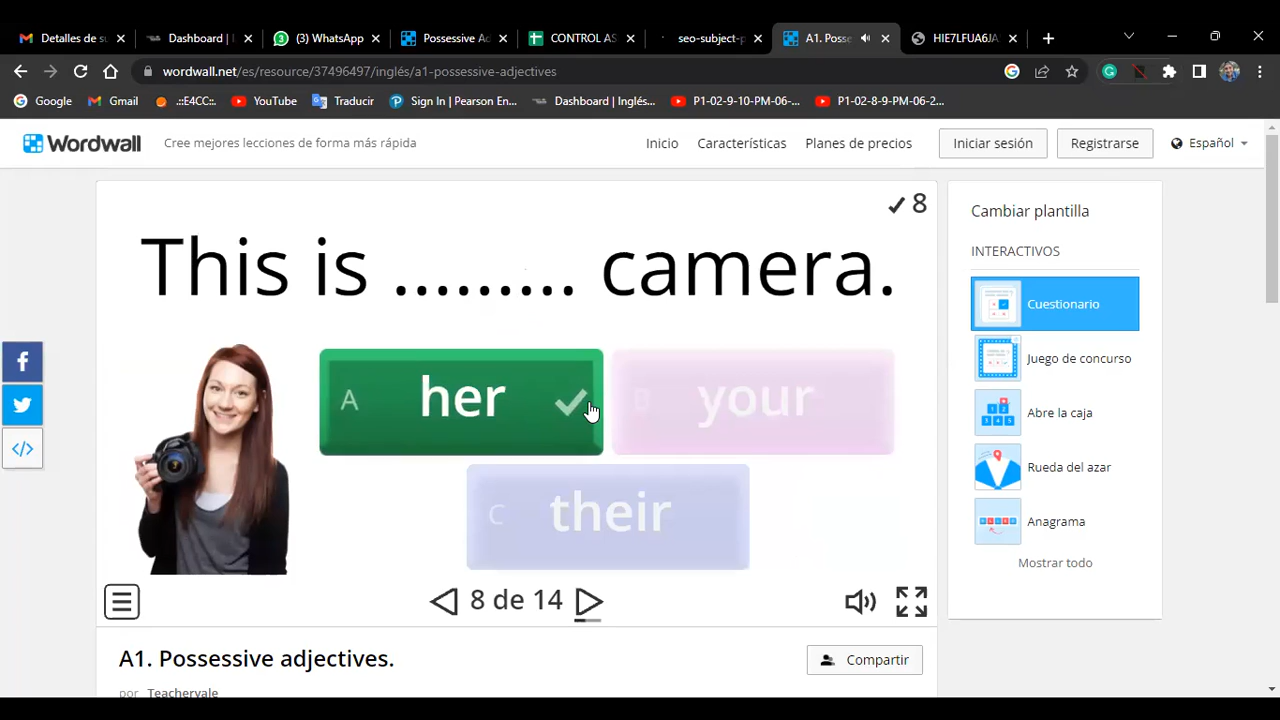 Detalles de su
Dashboard |
(3) WhatsApp
Possessive Ad
CONTROL AS
seo-subject-p
A1. Posse
HIE7LFUA6JA
wordwall.net/es/resource/37496497/inglés/a1-possessive-adjectives
Google
Gmail
.::E4CC::.
YouTube
Traducir
Sign In | Pearson En...
Dashboard | Inglés...
P1-02-9-10-PM-06-...
P1-02-8-9-PM-06-2...
Wordwall
Cree mejores lecciones de forma más rápida
Inicio
Características
Planes de precios
Iniciar sesión
Registrarse
Español
8
This is ......... camera.
A her
your
C their
8 de 14
A1. Possessive adjectives.
Compartir
por Teachervale
Cambiar plantilla
INTERACTIVOS
Cuestionario
Juego de concurso
Abre la caja
Rueda del azar
Anagrama
Mostrar todo